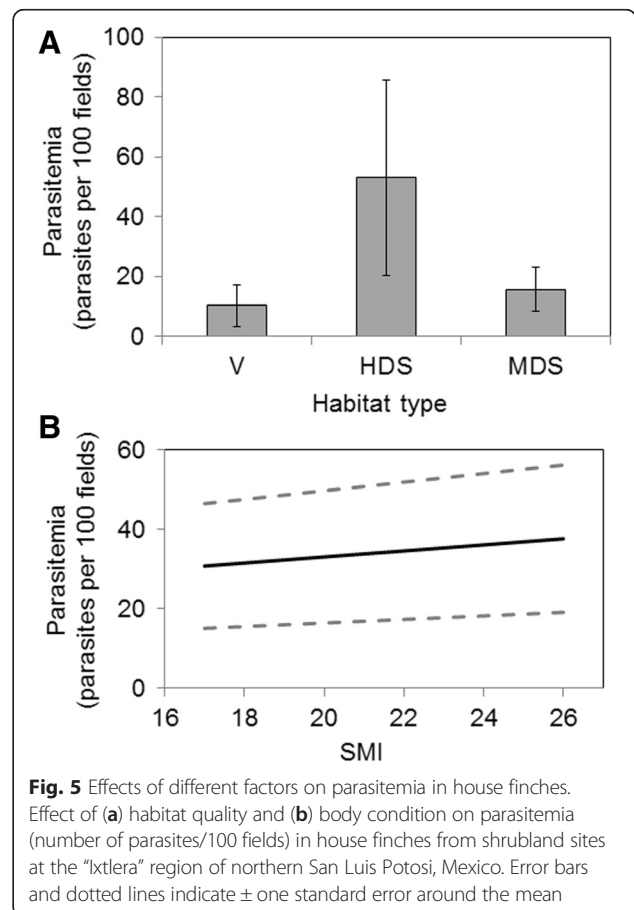 A
100
80
60
40
20
0
Parasitemia
(parasites per 100 fields)
V HDS MDS
Habitat type
B
60
40
20
0
Parasitemia
(parasites per 100 fields)
16 18 20 22 24 26
SMI
Fig. 5 Effects of different factors on parasitemia in house finches.
Effect of (a) habitat quality and (b) body condition on parasitemia
(number of parasites/100 fields) in house finches from shrubland sites
at the “Ixtlera” region of northern San Luis Potosi, Mexico. Error bars
and dotted lines indicate ± one standard error around the mean